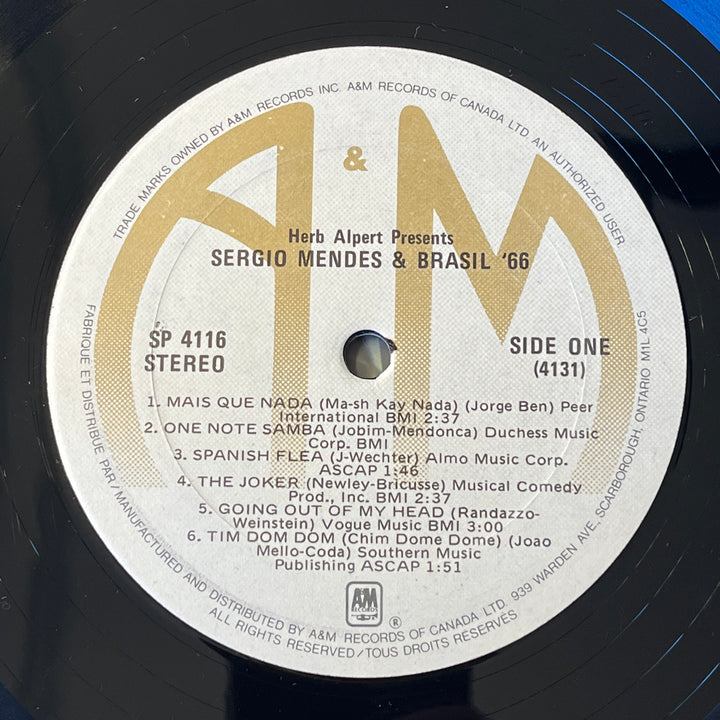 TRADE MARKS OWNED BY A&M RECORDS INC. A&M RECORDS OF CANADA LTD. AN AUTHORIZED USER
A & M
Herb Alpert Presents
SERGIO MENDES & BRASIL '66
SP 4116
STEREO
SIDE ONE
(4131)
1. MAIS QUE NADA (Ma-sh Kay Nada) (Jorge Ben) Peer
International BMI 2:37
2. ONE NOTE SAMBA (Jobim-Mendonca) Duchess Music
Corp. BMI
3. SPANISH FLEA (J-Wechter) Almo Music Corp.
ASCAP 1:46
4. THE JOKER (Newley-Bricusse) Musical Comedy
Prod., Inc. BMI 2:37
5. GOING OUT OF MY HEAD (Randazzo-
Weinstein) Vogue Music BMI 3:00
6. TIM DOM DOM (Chim Dome Dome) (Joao
Mello-Coda) Southern Music
Publishing ASCAP 1:51
A&M
RECORDS
®
FABRIQUÉ ET DISTRIBUÉ PAR / MANUFACTURED AND DISTRIBUTED BY A&M RECORDS OF CANADA LTD. 939 WARDEN AVE, SCARBOROUGH, ONTARIO M1L 4C5
ALL RIGHTS RESERVED / TOUS DROITS RESERVÉS